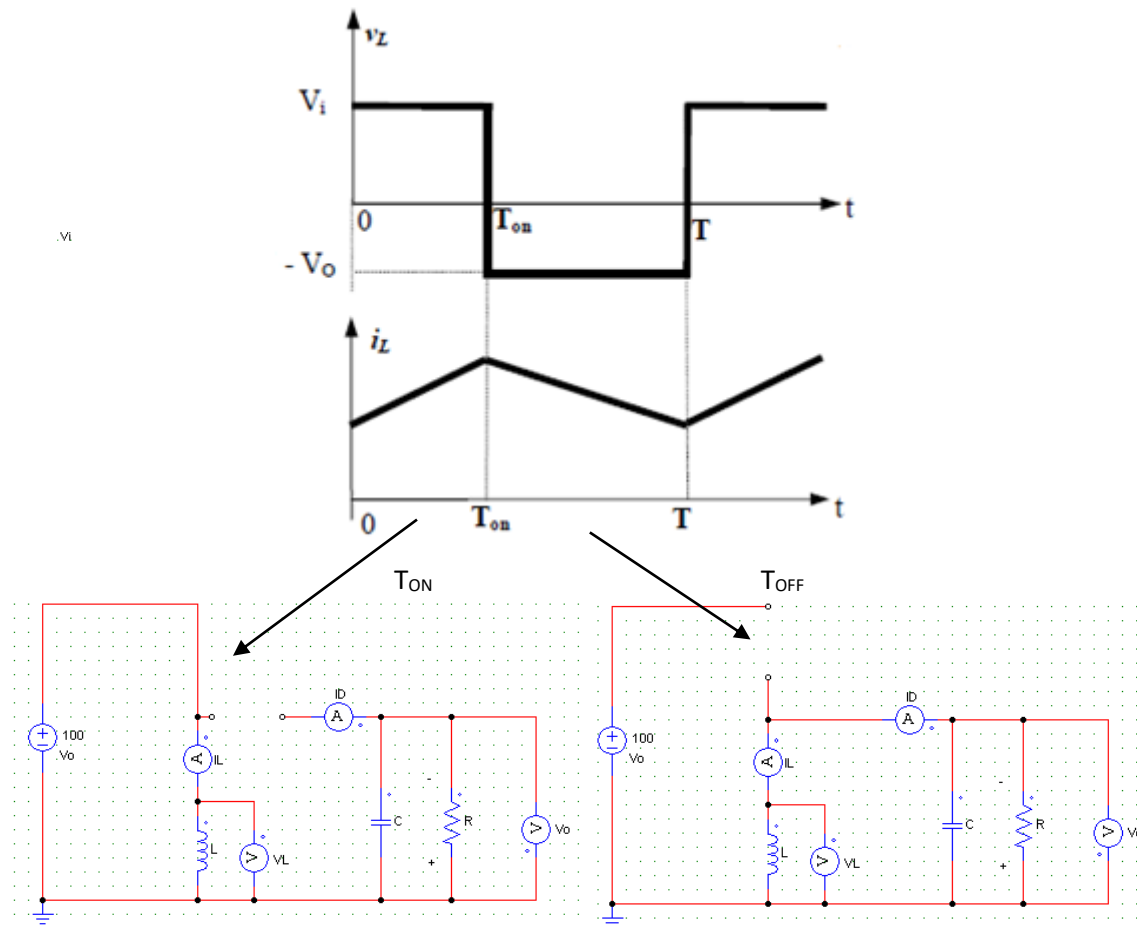 vL
Vi
0 Ton T t
.Vi
- VO
iL
0 Ton T t
TON TOFF
ID ID
A A
100 100
Vo Vo
A IL A IL
- -
C R V Vo C R V
L V VL L V VL
+ +